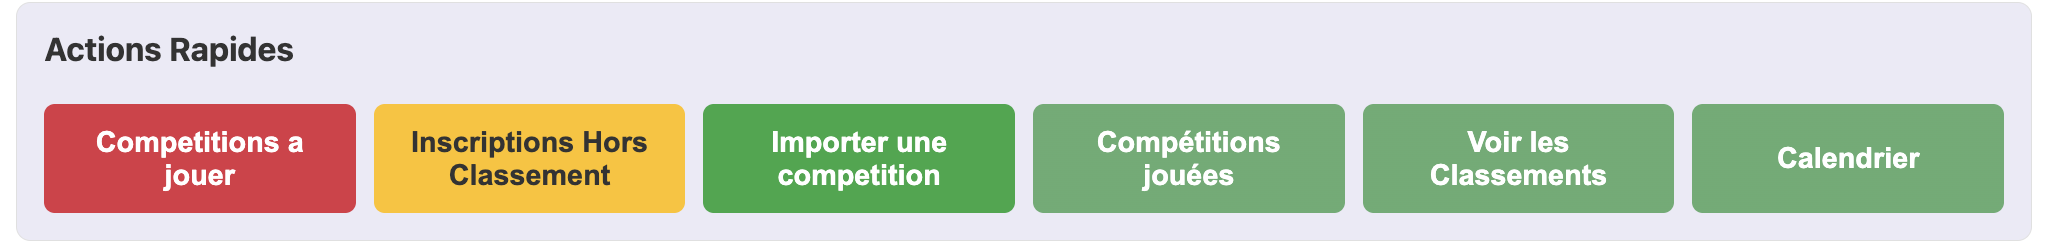 Actions Rapides
Competitions a
jouer
Inscriptions Hors
Classement
Importer une
competition
Compétitions
jouées
Voir les
Classements
Calendrier